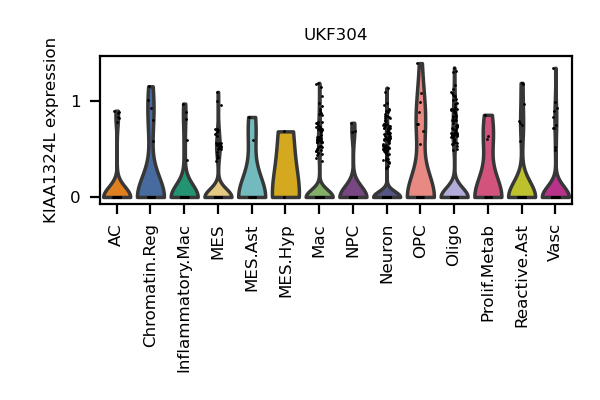 UKF304
KIAA1324L expression
1
0
AC
Chromatin.Reg
Inflammatory.Mac
MES
MES.Ast
MES.Hyp
Mac
NPC
Neuron
OPC
Oligo
Prolif.Metab
Reactive.Ast
Vasc